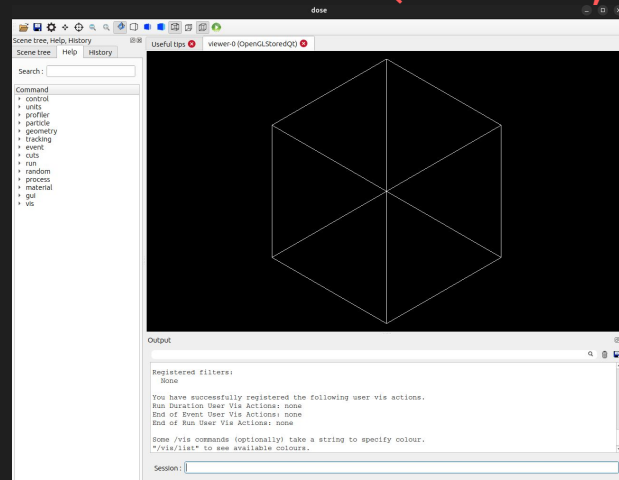 dose
Scene tree, Help, History
Useful tips
viewer-0 (OpenGLStoredQt)
Scene tree
Help
History
Search :
Command
control
units
profiler
particle
geometry
tracking
event
cuts
run
random
process
material
gui
vis
Output
Registered filters:
None
You have successfully registered the following user vis actions.
Run Duration User Vis Actions: none
End of Event User Vis Actions: none
End of Run User Vis Actions: none
Some /vis commands (optionally) take a string to specify colour.
"/vis/list" to see available colours.
Session :